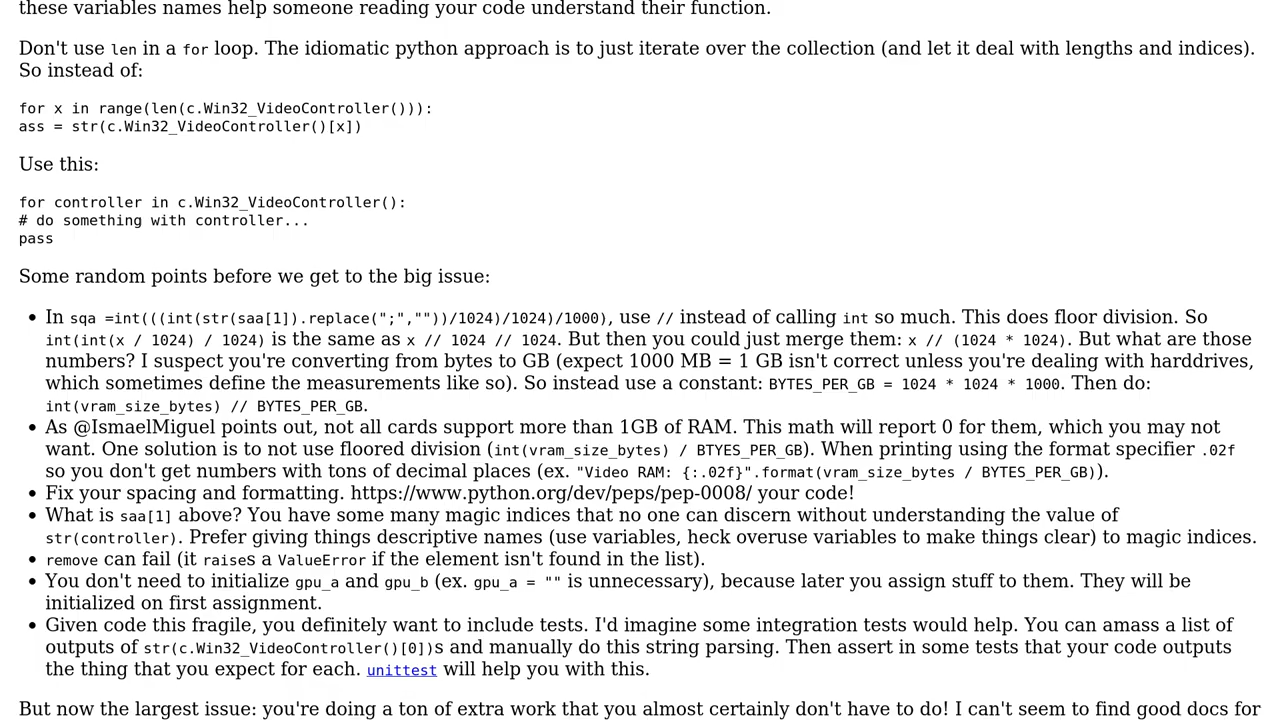 these variables names help someone reading your code understand their function.
Don't use len in a for loop. The idiomatic python approach is to just iterate over the collection (and let it deal with lengths and indices).
So instead of:
for x in range(len(c.Win32_VideoController())):
ass = str(c.Win32_VideoController()[x])
Use this:
for controller in c.Win32_VideoController():
# do something with controller...
pass
Some random points before we get to the big issue:
• In sqa =int(((int(str(saa[1]).replace(";",""))/1024)/1024)/1000), use // instead of calling int so much. This does floor division. So
int(int(x / 1024) / 1024) is the same as x // 1024 // 1024. But then you could just merge them: x // (1024 * 1024). But what are those
numbers? I suspect you're converting from bytes to GB (expect 1000 MB = 1 GB isn't correct unless you're dealing with harddrives,
which sometimes define the measurements like so). So instead use a constant: BYTES_PER_GB = 1024 * 1024 * 1000. Then do:
int(vram_size_bytes) // BYTES_PER_GB.
• As @IsmaelMiguel points out, not all cards support more than 1GB of RAM. This math will report 0 for them, which you may not
want. One solution is to not use floored division (int(vram_size_bytes) / BTYES_PER_GB). When printing using the format specifier .02f
so you don't get numbers with tons of decimal places (ex. "Video RAM: {:.02f}".format(vram_size_bytes / BYTES_PER_GB)).
• Fix your spacing and formatting. https://www.python.org/dev/peps/pep-0008/ your code!
• What is saa[1] above? You have some many magic indices that no one can discern without understanding the value of
str(controller). Prefer giving things descriptive names (use variables, heck overuse variables to make things clear) to magic indices.
• remove can fail (it raises a ValueError if the element isn't found in the list).
• You don't need to initialize gpu_a and gpu_b (ex. gpu_a = "" is unnecessary), because later you assign stuff to them. They will be
initialized on first assignment.
• Given code this fragile, you definitely want to include tests. I'd imagine some integration tests would help. You can amass a list of
outputs of str(c.Win32_VideoController()[0])s and manually do this string parsing. Then assert in some tests that your code outputs
the thing that you expect for each. unittest will help you with this.
But now the largest issue: you're doing a ton of extra work that you almost certainly don't have to do! I can't seem to find good docs for